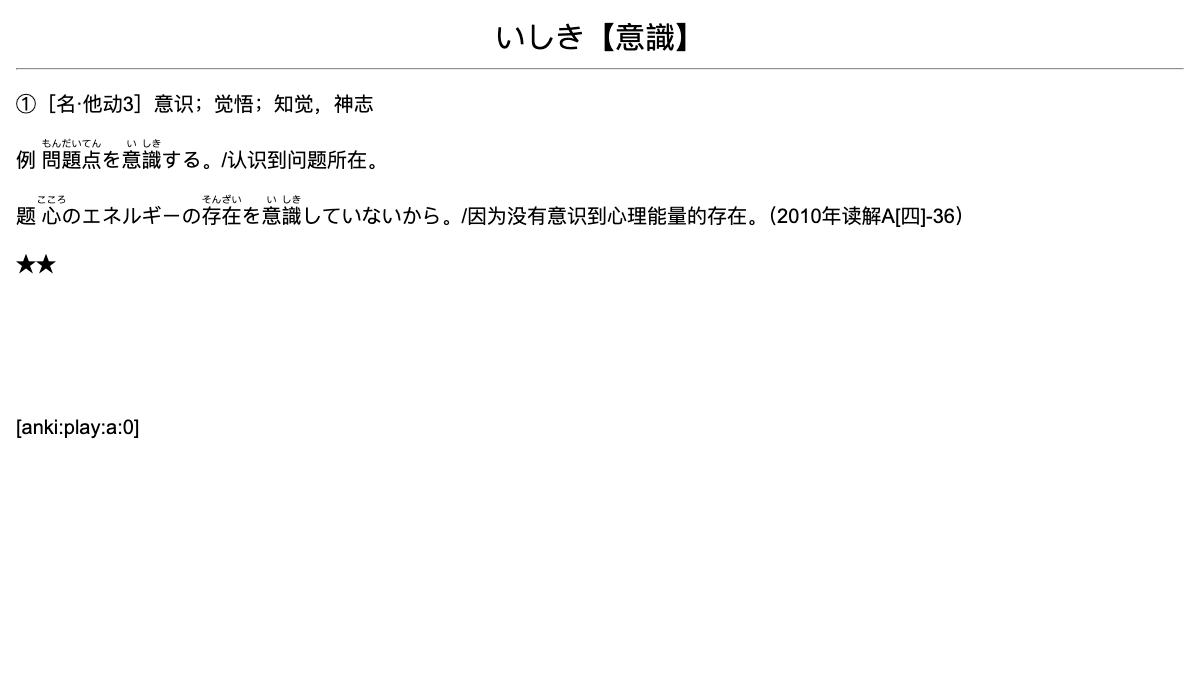 いしき【意識】
①［名·他动3］意识；觉悟；知觉，神志
もんだいてん い しき
例 問題点を意識する。/认识到问题所在。
こころ そんざい い しき
题 心のエネルギーの存在を意識していないから。/因为没有意识到心理能量的存在。（2010年读解A[四]-36）
★★
[anki:play:a:0]